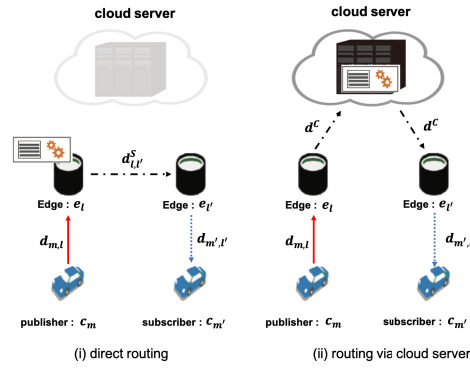 cloud server
cloud server
d^C
d^C
d^S_{l,l'}
Edge : e_l
Edge : e_{l'}
Edge : e_l
Edge : e_{l'}
d_{m,l}
d_{m',l'}
d_{m,l}
d_{m',
publisher : c_m
subscriber : c_{m'}
publisher : c_m
subscriber : c_{m'}
(i) direct routing
(ii) routing via cloud server